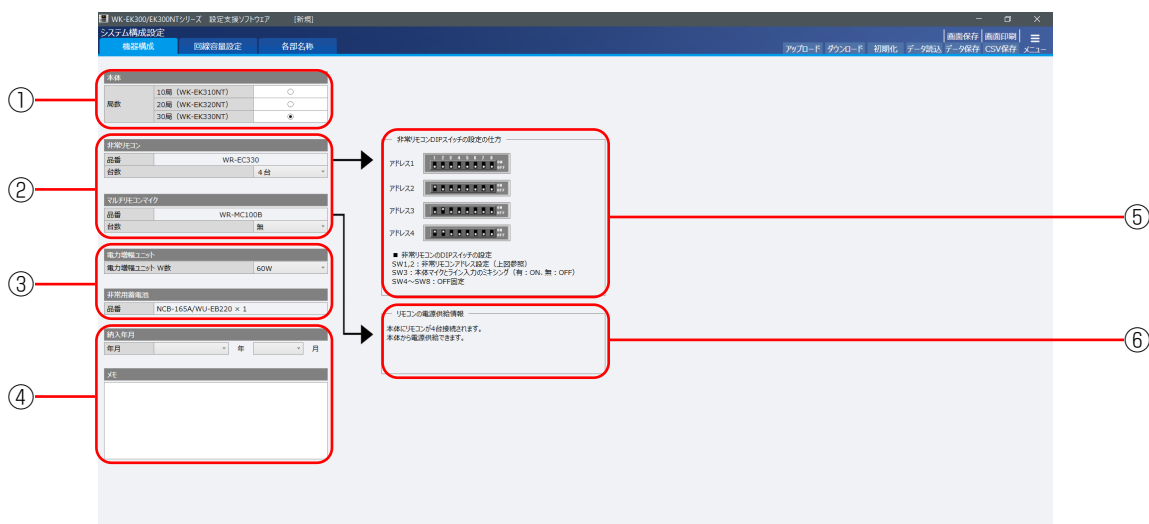 WK-EK300/EK300NTシリーズ 設定支援ソフトウェア [新規]
システム構成設定
画面保存 画面印刷
機器構成 回線容量設定 各部名称
アップロード ダウンロード 初期化 データ読込 データ保存 CSV保存 メニュー
①
本体
局数
10局（WK-EK310NT）
20局（WK-EK320NT）
30局（WK-EK330NT）
②
非常リモコン
品番 WR-EC330
台数 4台
マルチリモコンマイク
品番 WR-MC100B
台数 無
③
電力増幅ユニット
電力増幅ユニット W数 60W
非常用蓄電池
品番 NCB-165A/WU-EB220 × 1
④
納入年月
年月 年 月
メモ
⑤
非常リモコンDIPスイッチの設定の仕方
1 2 3 4 5 6 7 8
アドレス1 ON OFF
アドレス2 ON OFF
アドレス3 ON OFF
アドレス4 ON OFF
■ 非常リモコンのDIPスイッチの設定
SW1,2：非常リモコンアドレス設定（上図参照）
SW3：本体マイクとライン入力のミキシング（有：ON、無：OFF）
SW4～SW8：OFF固定
⑥
リモコンの電源供給情報
本体にリモコンが4台接続されます。
本体から電源供給できます。